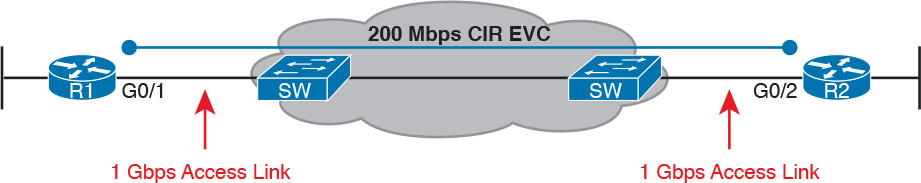 200 Mbps CIR EVC
R1
G0/1
SW
SW
G0/2
R2
1 Gbps Access Link
1 Gbps Access Link